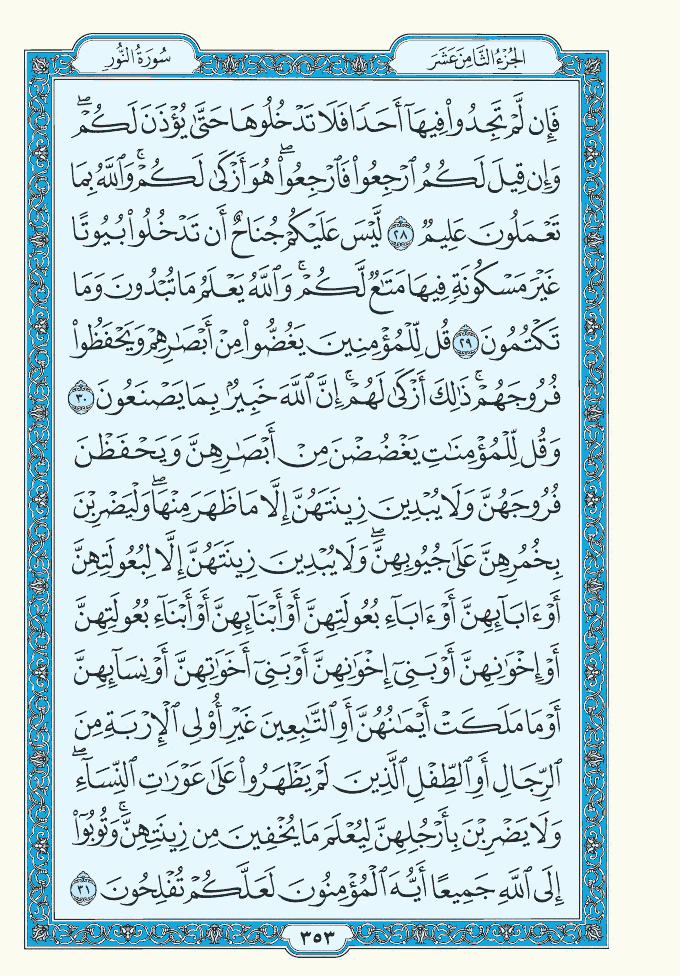 الجزء الثامن عشر
سورة النور
فَإِن لَّمْ تَجِدُوا۟ فِيهَآ أَحَدًا فَلَا تَدْخُلُوهَا حَتَّىٰ يُؤْذَنَ لَكُمْ ۖ
وَإِن قِيلَ لَكُمُ ٱرْجِعُوا۟ فَٱرْجِعُوا۟ ۖ هُوَ أَزْكَىٰ لَكُمْ ۚ وَٱللَّهُ بِمَا
تَعْمَلُونَ عَلِيمٌ ٢٨ لَّيْسَ عَلَيْكُمْ جُنَاحٌ أَن تَدْخُلُوا۟ بُيُوتًا
غَيْرَ مَسْكُونَةٍ فِيهَا مَتَـٰعٌ لَّكُمْ ۚ وَٱللَّهُ يَعْلَمُ مَا تُبْدُونَ وَمَا
تَكْتُمُونَ ٢٩ قُل لِّلْمُؤْمِنِينَ يَغُضُّوا۟ مِنْ أَبْصَـٰرِهِمْ وَيَحْفَظُوا۟
فُرُوجَهُمْ ۚ ذَٰلِكَ أَزْكَىٰ لَهُمْ ۗ إِنَّ ٱللَّهَ خَبِيرٌۢ بِمَا يَصْنَعُونَ ٣٠
وَقُل لِّلْمُؤْمِنَـٰتِ يَغْضُضْنَ مِنْ أَبْصَـٰرِهِنَّ وَيَحْفَظْنَ
فُرُوجَهُنَّ وَلَا يُبْدِينَ زِينَتَهُنَّ إِلَّا مَا ظَهَرَ مِنْهَا ۖ وَلْيَضْرِبْنَ
بِخُمُرِهِنَّ عَلَىٰ جُيُوبِهِنَّ ۖ وَلَا يُبْدِينَ زِينَتَهُنَّ إِلَّا لِبُعُولَتِهِنَّ
أَوْ ءَابَآئِهِنَّ أَوْ ءَابَآءِ بُعُولَتِهِنَّ أَوْ أَبْنَآئِهِنَّ أَوْ أَبْنَآءِ بُعُولَتِهِنَّ
أَوْ إِخْوَٰنِهِنَّ أَوْ بَنِىٓ إِخْوَٰنِهِنَّ أَوْ بَنِىٓ أَخَوَٰتِهِنَّ أَوْ نِسَآئِهِنَّ
أَوْ مَا مَلَكَتْ أَيْمَـٰنُهُنَّ أَوِ ٱلتَّـٰبِعِينَ غَيْرِ أُو۟لِى ٱلْإِرْبَةِ مِنَ
ٱلرِّجَالِ أَوِ ٱلطِّفْلِ ٱلَّذِينَ لَمْ يَظْهَرُوا۟ عَلَىٰ عَوْرَٰتِ ٱلنِّسَآءِ ۖ
وَلَا يَضْرِبْنَ بِأَرْجُلِهِنَّ لِيُعْلَمَ مَا يُخْفِينَ مِن زِينَتِهِنَّ ۚ وَتُوبُوٓا۟
إِلَى ٱللَّهِ جَمِيعًا أَيُّهَ ٱلْمُؤْمِنُونَ لَعَلَّكُمْ تُفْلِحُونَ ٣١
٣٥٣